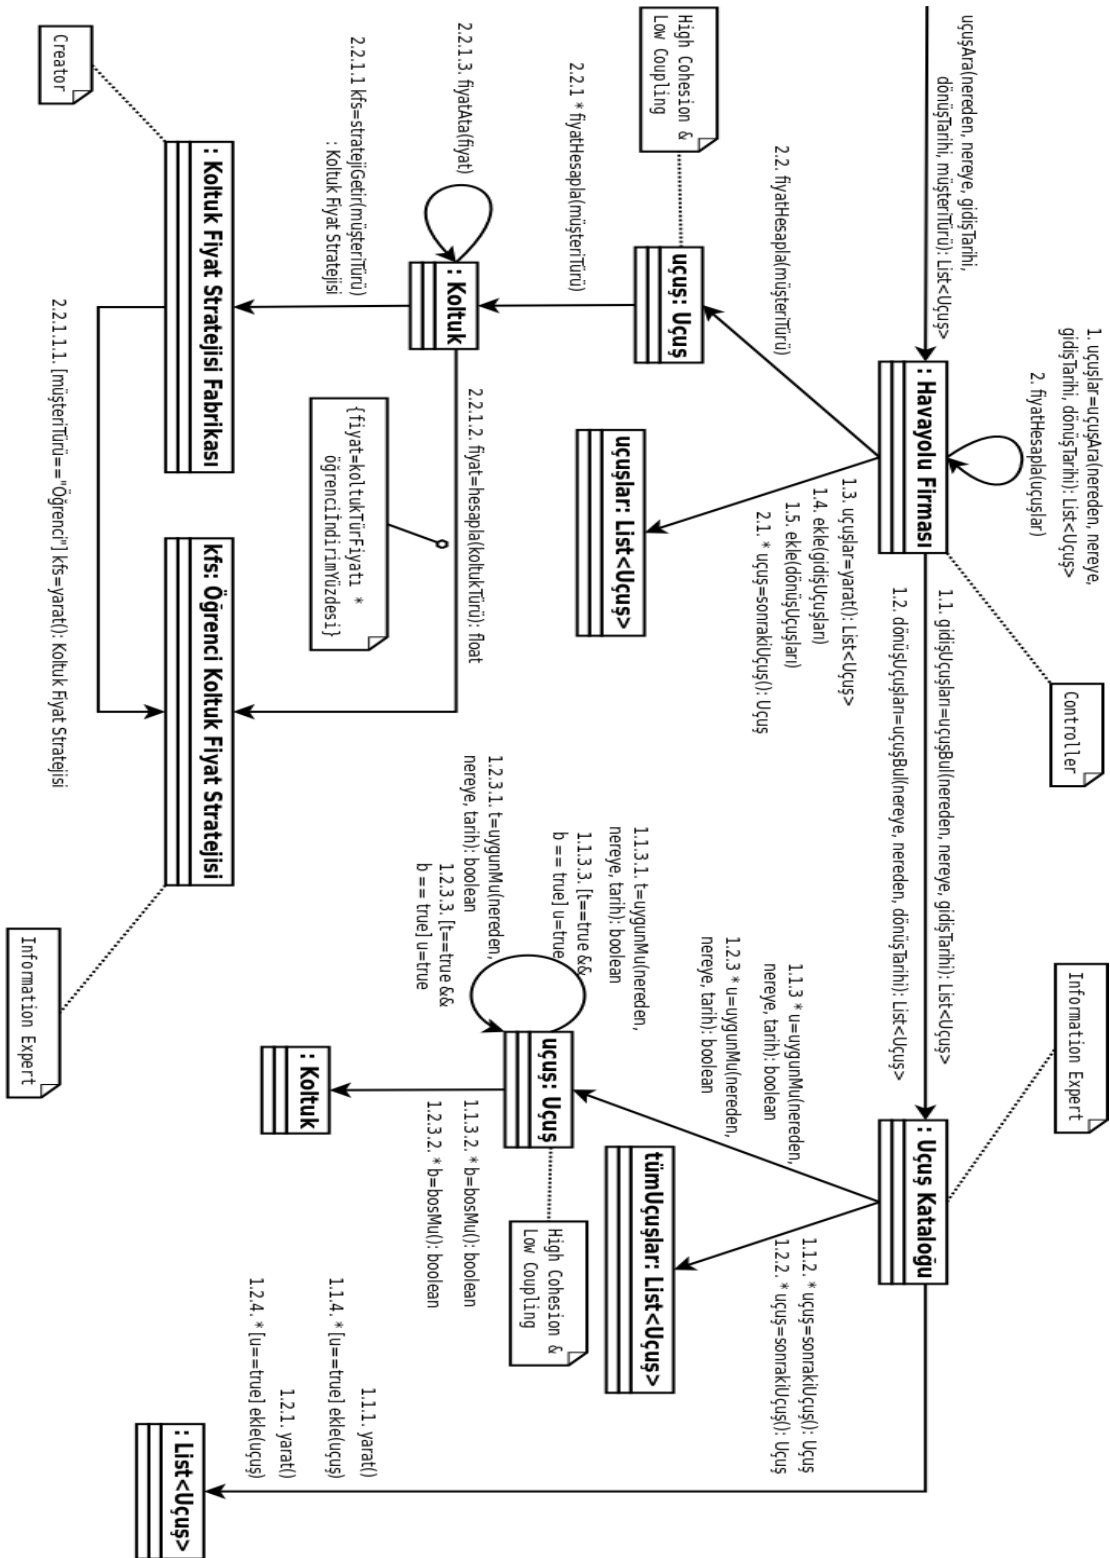 uçuşAra(nereden, nereye, gidişTarihi,
dönüşTarihi, müşteriTürü): List<Uçuş>
1. uçuşlar=uçuşAra(nereden, nereye,
gidişTarihi, dönüşTarihi): List<Uçuş>
2. fiyatHesapla(uçuşlar)
: Havayolu Firması
Controller
1.1. gidişUçuşları=uçuşBul(nereden, nereye, gidişTarihi): List<Uçuş>
1.2. dönüşUçuşları=uçuşBul(nereye, nereden, dönüşTarihi): List<Uçuş>
Information Expert
: Uçuş Kataloğu
2.2. fiyatHesapla(müşteriTürü)
1.3. uçuşlar=yarat(): List<Uçuş>
1.4. ekle(gidişUçuşları)
1.5. ekle(dönüşUçuşları)
2.1. * uçuş=sonrakiUçuş(): Uçuş
1.1.3 * u=uygunMu(nereden,
nereye, tarih): boolean
1.2.3 * u=uygunMu(nereden,
nereye, tarih): boolean
1.1.2. * uçuş=sonrakiUçuş(): Uçuş
1.2.2. * uçuş=sonrakiUçuş(): Uçuş
High Cohesion &
Low Coupling
uçuş: Uçuş
uçuşlar: List<Uçuş>
tümUçuşlar: List<Uçuş>
1.1.3.1. t=uygunMu(nereden,
nereye, tarih): boolean
1.1.3.3. [t==true &&
b == true] u=true
uçuş: Uçuş
High Cohesion &
Low Coupling
1.2.3.1. t=uygunMu(nereden,
nereye, tarih): boolean
1.2.3.3. [t==true &&
b == true] u=true
1.1.3.2. * b=bosMu(): boolean
1.2.3.2. * b=bosMu(): boolean
2.2.1 * fiyatHesapla(müşteriTürü)
2.2.1.3. fiyatAta(fiyat)
: Koltuk
2.2.1.2. fiyat=hesapla(koltukTürü): float
{fiyat=koltukTürFiyatı *
öğrenciİndirimYüzdesi}
2.2.1.1 kfs=stratejiGetir(müşteriTürü)
: Koltuk Fiyat Stratejisi
: Koltuk
1.1.1. yarat()
1.1.4. * [u==true] ekle(uçuş)
1.2.1. yarat()
1.2.4. * [u==true] ekle(uçuş)
Creator
: Koltuk Fiyat Stratejisi Fabrikası
kfs: Öğrenci Koltuk Fiyat Stratejisi
: List<Uçuş>
2.2.1.1.1. [müşteriTürü=="Öğrenci"] kfs=yarat(): Koltuk Fiyat Stratejisi
Information Expert